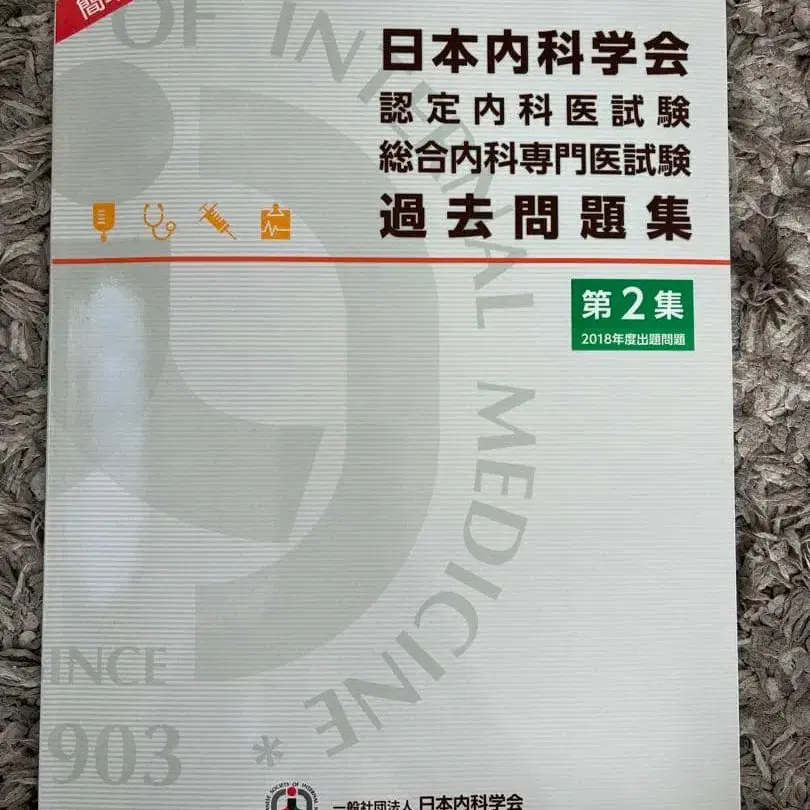 OF INTERNAL MEDICINE *
日本内科学会
認定内科医試験
総合内科専門医試験
過去問題集
第2集
2018年度出題問題
INCE
903
一般社団法人 日本内科学会